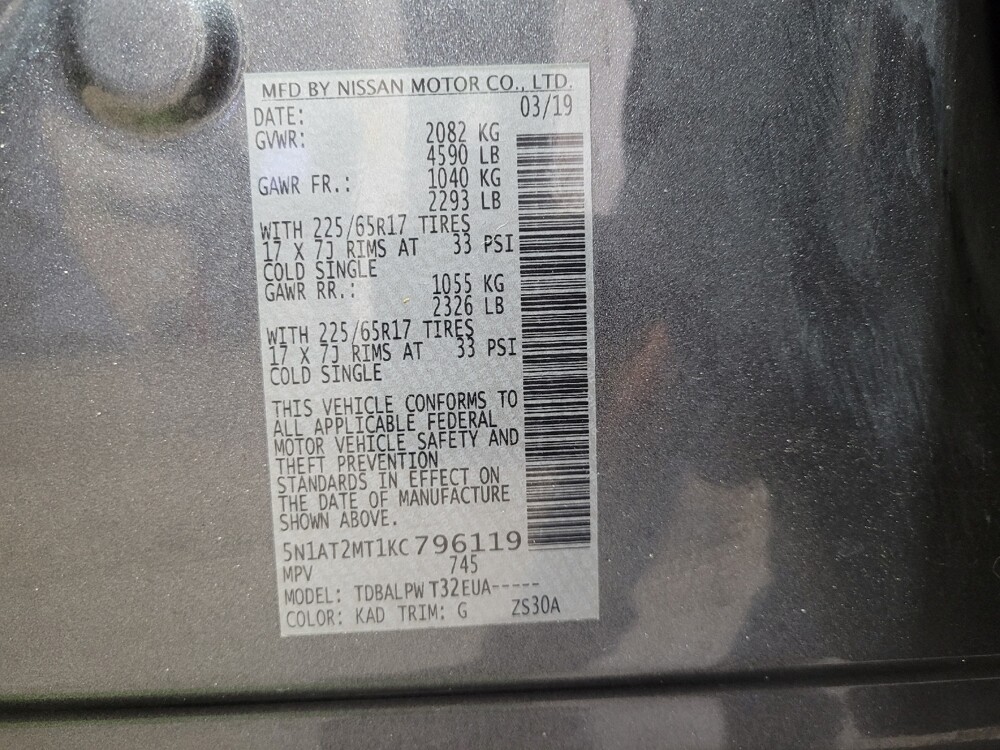 MFD BY NISSAN MOTOR CO., LTD.
DATE: 03/19
GVWR: 2082 KG
4590 LB
GAWR FR.: 1040 KG
2293 LB
WITH 225/65R17 TIRES
17 X 7J RIMS AT 33 PSI
COLD SINGLE
GAWR RR.: 1055 KG
2326 LB
WITH 225/65R17 TIRES
17 X 7J RIMS AT 33 PSI
COLD SINGLE
THIS VEHICLE CONFORMS TO
ALL APPLICABLE FEDERAL
MOTOR VEHICLE SAFETY AND
THEFT PREVENTION
STANDARDS IN EFFECT ON
THE DATE OF MANUFACTURE
SHOWN ABOVE.
5N1AT2MT1KC796119
MPV 745
MODEL: TDBALPW T32EUA-----
COLOR: KAD TRIM: G ZS30A